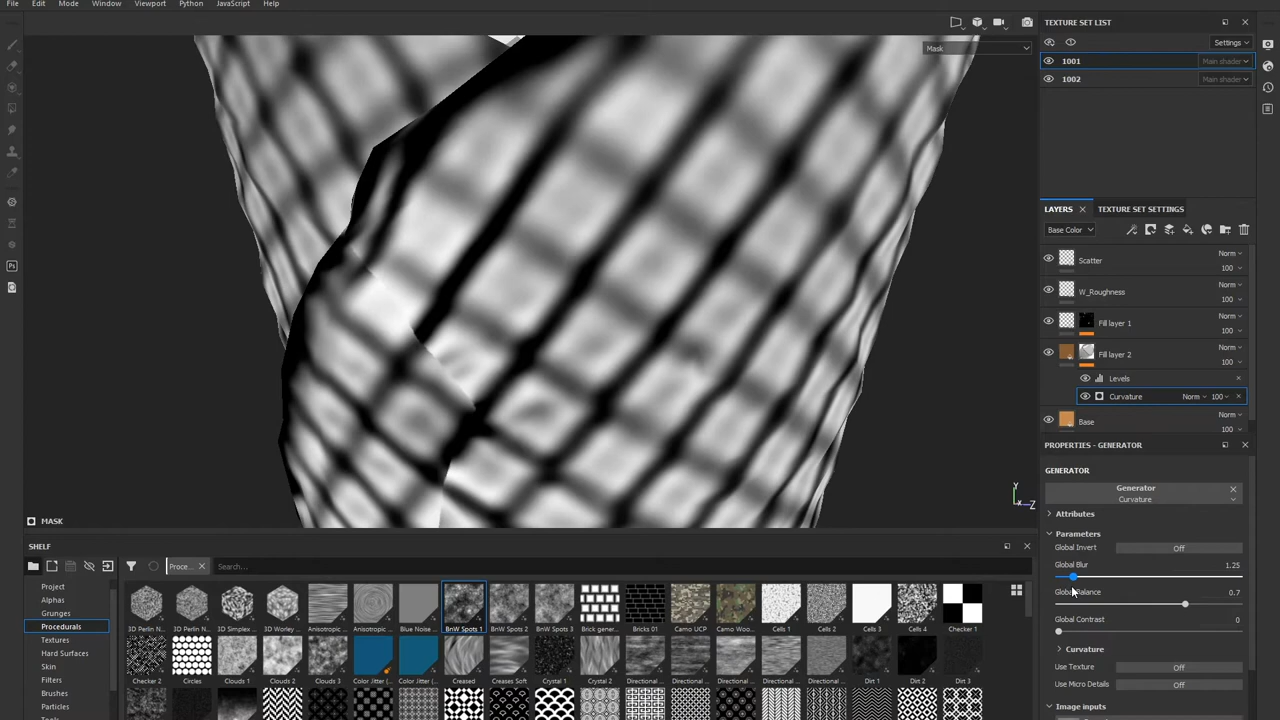 File Edit Mode Window Viewport Python JavaScript Help
TEXTURE SET LIST
Settings
Mask
1001 Main shader
1002 Main shader
LAYERS TEXTURE SET SETTINGS
Base Color
Scatter Norm 100
W_Roughness Norm 100
Fill layer 1 Norm 100
Fill layer 2 Norm 100
Levels
Curvature Norm 100
Base Norm 100
PROPERTIES - GENERATOR
GENERATOR
Generator
Curvature
Attributes
Parameters
Global Invert Off
Global Blur 1.25
Global Balance 0.7
Global Contrast 0
Curvature
Use Texture Off
Use Micro Details Off
Image inputs
Y
X Z
Ps
MASK
SHELF
Proce... Search...
Project
Alphas
Grunges
Procedurals
Textures
Hard Surfaces
Skin
Filters
Brushes
Particles
3D Perlin N... 3D Perlin N... 3D Simplex ... 3D Worley ... Anisotropic ... Anisotropic ... Blue Noise ... BnW Spots 1 BnW Spots 2 BnW Spots 3 Brick gener... Bricks 01 Camo UCP Camo Woo... Cells 1 Cells 2 Cells 3 Cells 4 Checker 1
Checker 2 Circles Clouds 1 Clouds 2 Clouds 3 Color Jitter (... Color Jitter (... Creased Creases Soft Crystal 1 Crystal 2 Directional ... Directional ... Directional ... Directional ... Directional ... Dirt 1 Dirt 2 Dirt 3